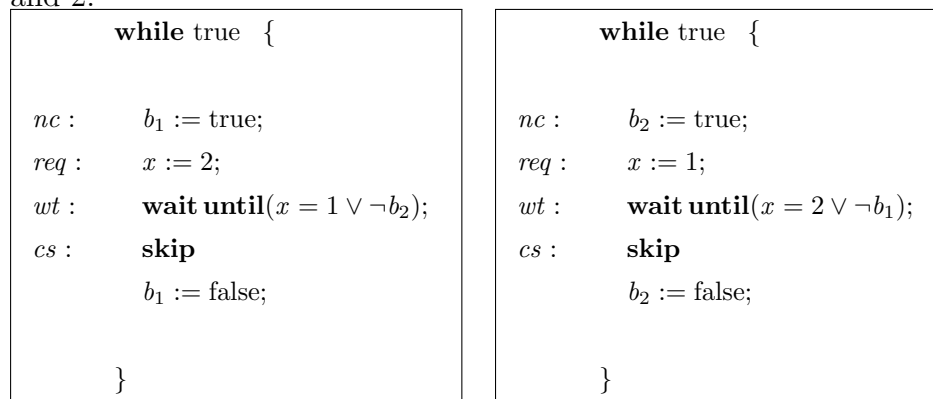 and 2:
while true {
nc : b₁ := true;
req : x := 2;
wt : wait until(x = 1 ∨ ¬b₂);
cs : skip
b₁ := false;
}
while true {
nc : b₂ := true;
req : x := 1;
wt : wait until(x = 2 ∨ ¬b₁);
cs : skip
b₂ := false;
}